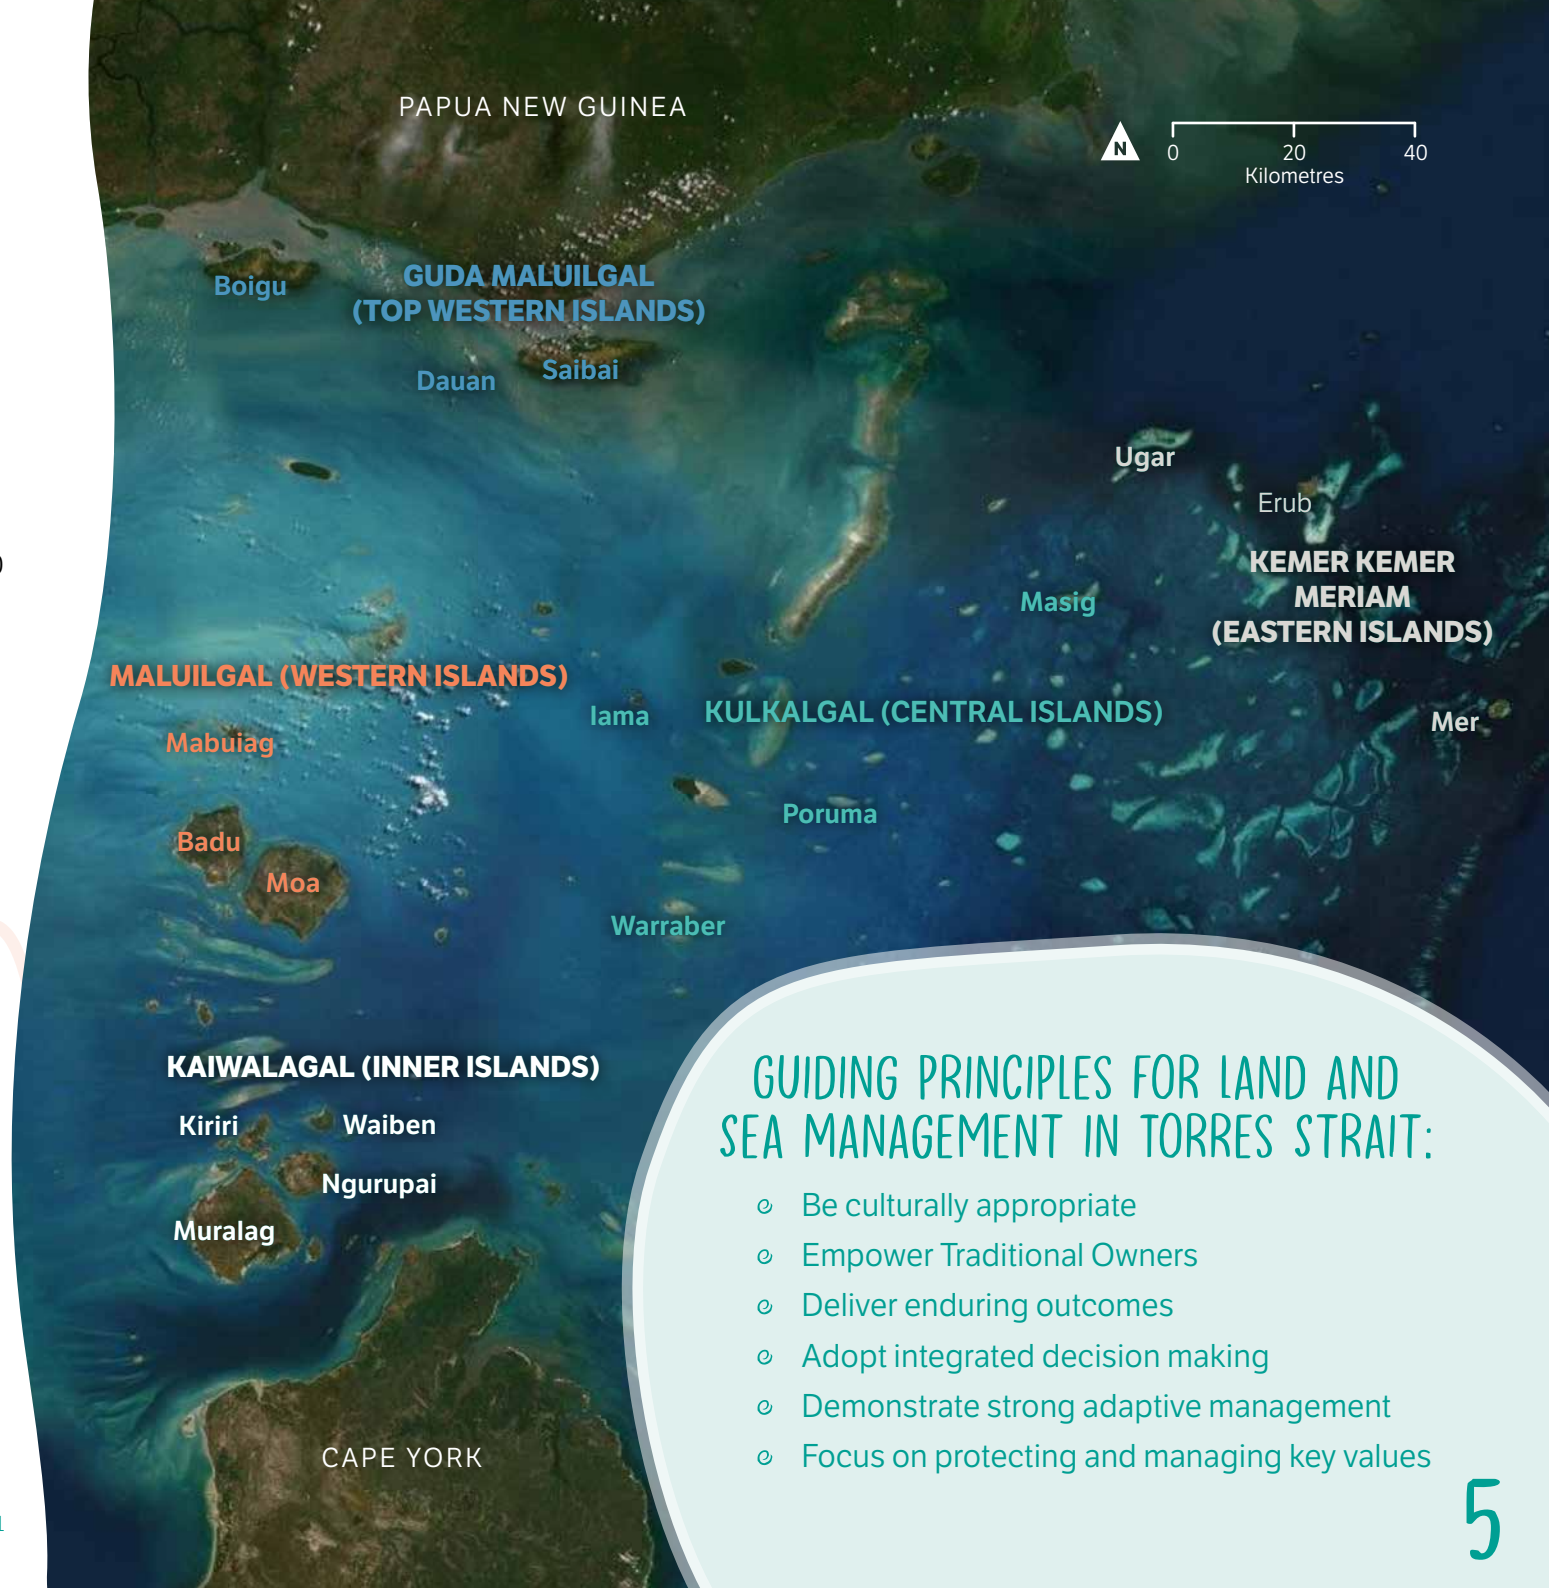 PAPUA NEW GUINEA
N
0 20 40
Kilometres
Boigu
GUDA MALUILGAL
(TOP WESTERN ISLANDS)
Dauan
Saibai
Ugar
Erub
KEMER KEMER
MERIAM
(EASTERN ISLANDS)
Masig
MALUILGAL (WESTERN ISLANDS)
Iama
KULKALGAL (CENTRAL ISLANDS)
Mer
Mabuiag
Poruma
Badu
Moa
Warraber
KAIWALAGAL (INNER ISLANDS)
Kiriri
Waiben
Ngurupai
Muralag
CAPE YORK
GUIDING PRINCIPLES FOR LAND AND
SEA MANAGEMENT IN TORRES STRAIT:
Be culturally appropriate
Empower Traditional Owners
Deliver enduring outcomes
Adopt integrated decision making
Demonstrate strong adaptive management
Focus on protecting and managing key values
5